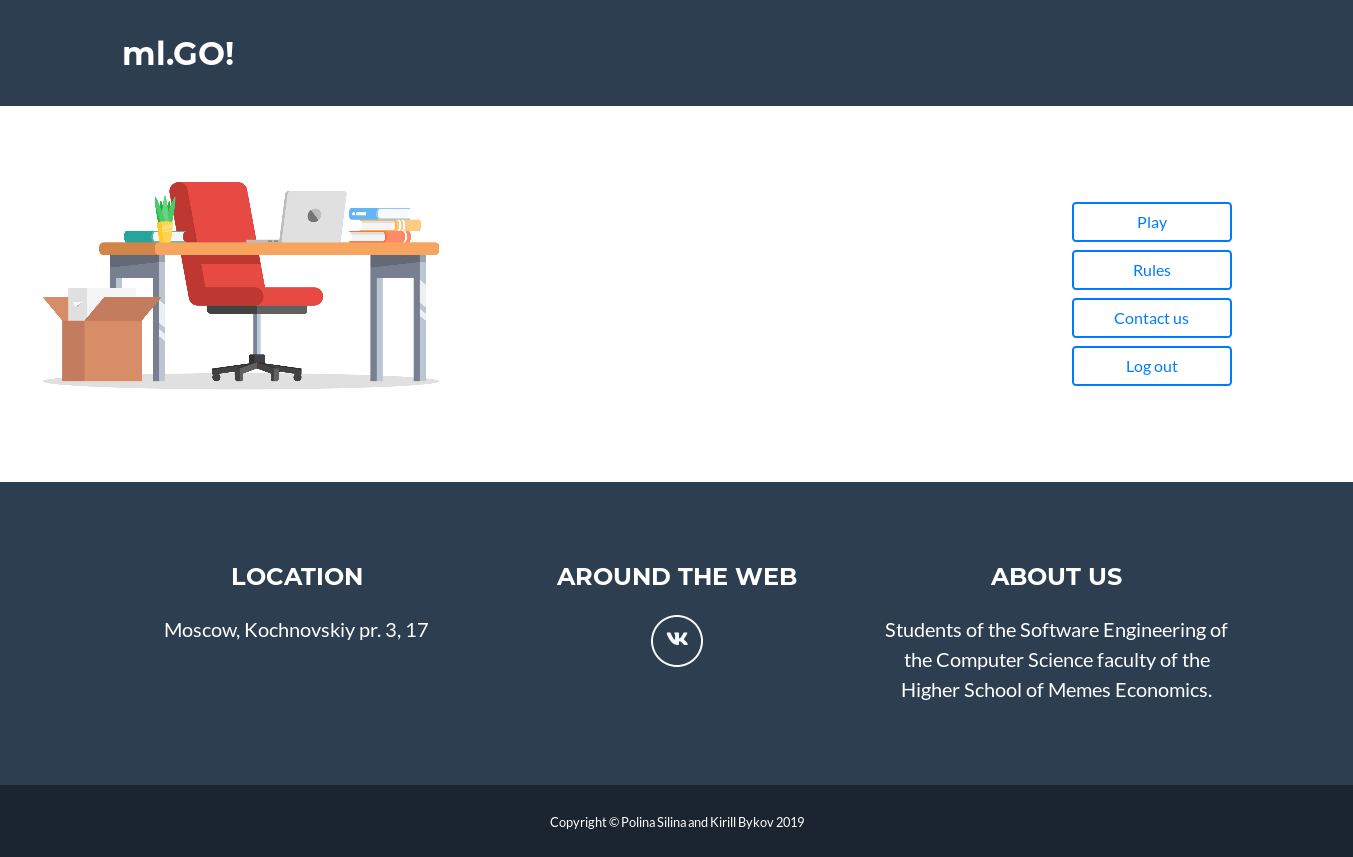 ml.GO!
Play
Rules
Contact us
Log out
LOCATION
Moscow, Kochnovskiy pr. 3, 17
AROUND THE WEB
ABOUT US
Students of the Software Engineering of
the Computer Science faculty of the
Higher School of Memes Economics.
Copyright © Polina Silina and Kirill Bykov 2019